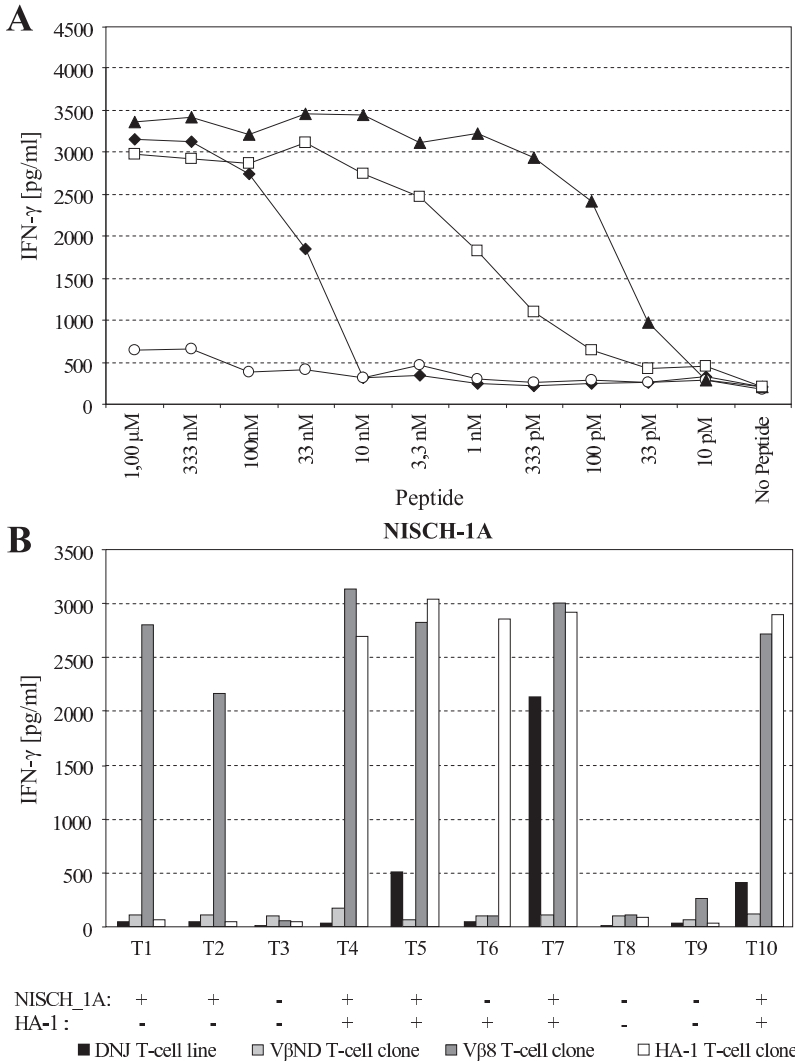 A
4500
4000
3500
3000
2500
2000
1500
1000
500
0
IFN-γ [pg/ml]
1,00 µM
333 nM
100nM
33 nM
10 nM
3,3 nM
1 nM
333 pM
100 pM
33 pM
10 pM
No Peptide
Peptide
B
NISCH-1A
3500
3000
2500
2000
1500
1000
500
0
IFN-γ [pg/ml]
T1 T2 T3 T4 T5 T6 T7 T8 T9 T10
NISCH_1A: + + - + + - + - - +
HA-1 : - - - + + + + - - +
DNJ T-cell line VβND T-cell clone Vβ8 T-cell clone HA-1 T-cell clone